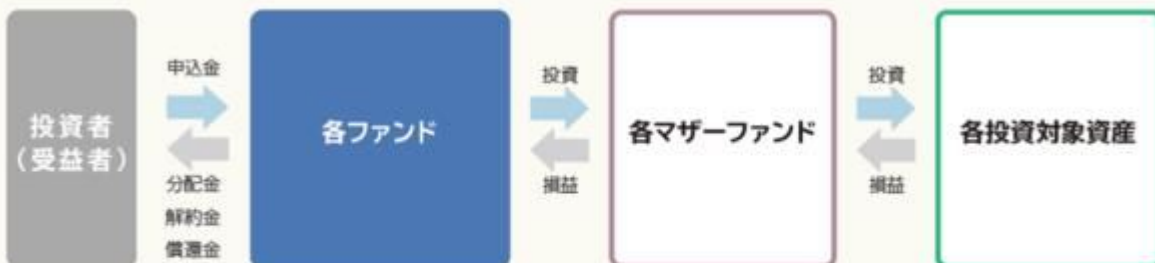 投資者
(受益者)
申込金
分配金
解約金
償還金
各ファンド
投資
損益
各マザーファンド
投資
損益
各投資対象資産